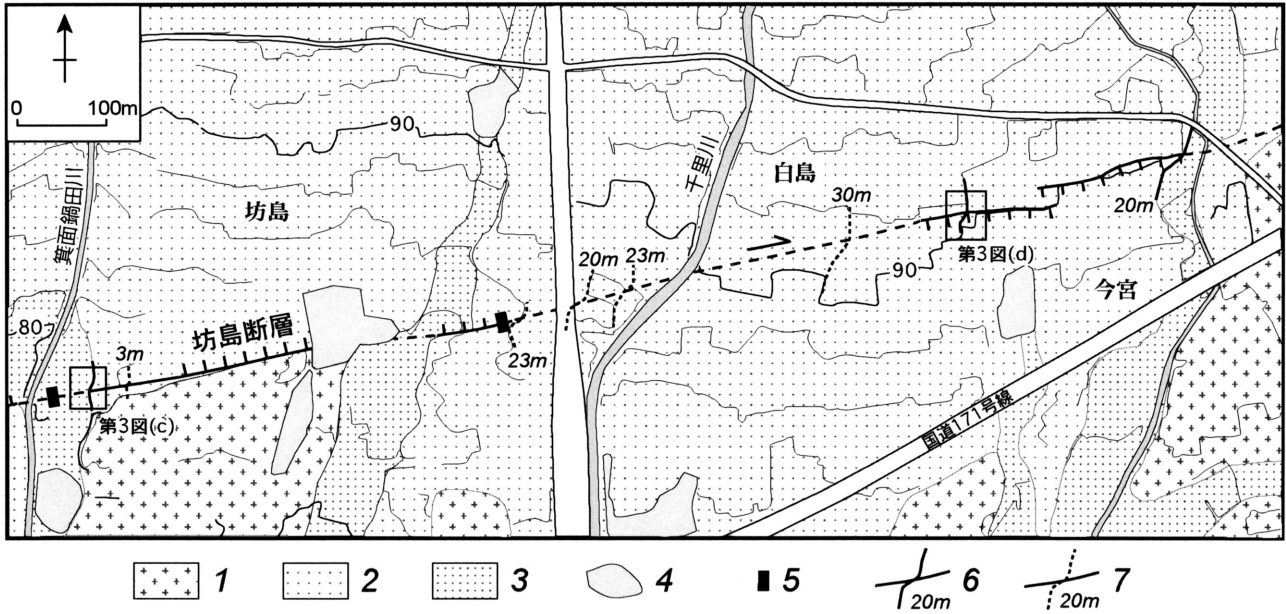 0 100m
箕面鍋田川
坊島
90
千里川
白島
30m
20m
第3図(d)
90
今宮
20m
23m
80
坊島断層
3m
23m
第3図(c)
国道171号線
1
2
3
4
5
20m 6
20m 7